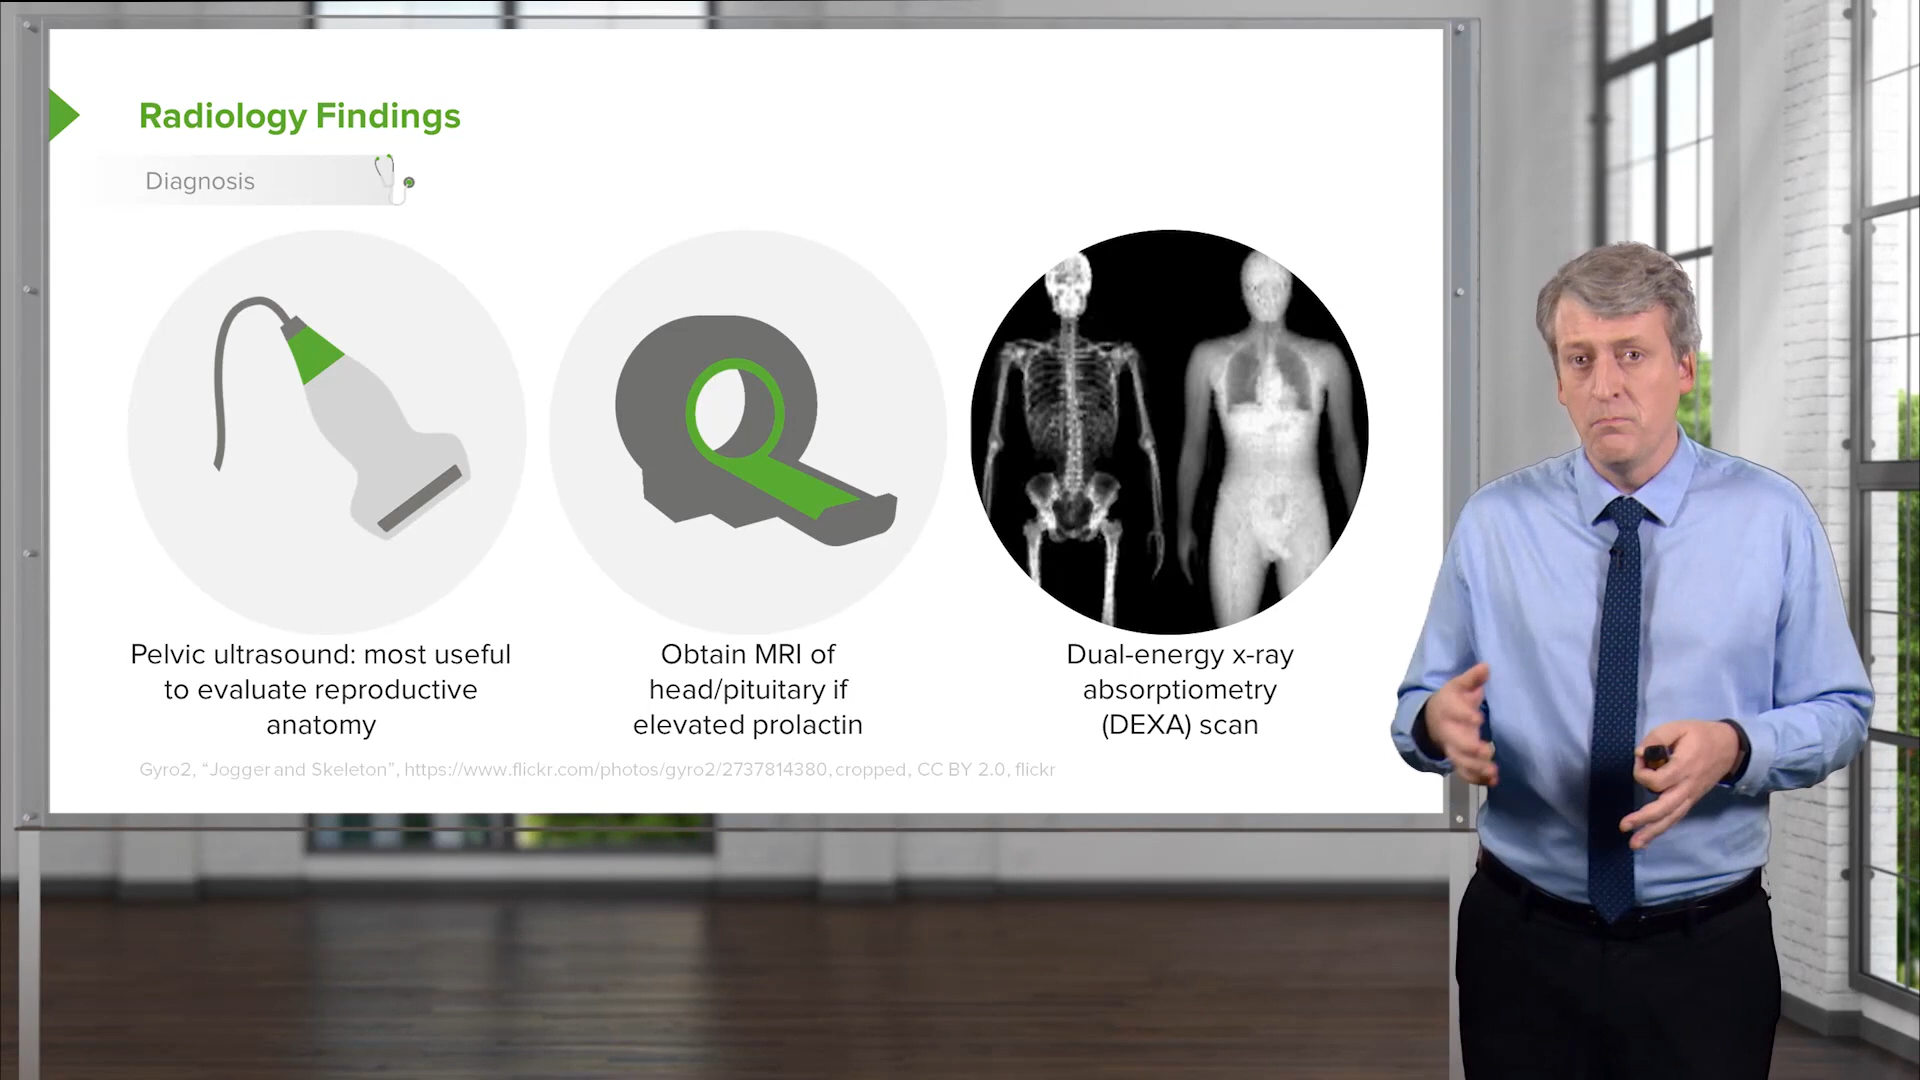 Radiology Findings
Diagnosis
Pelvic ultrasound: most useful
to evaluate reproductive
anatomy
Obtain MRI of
head/pituitary if
elevated prolactin
Dual-energy x-ray
absorptiometry
(DEXA) scan
Gyro2, “Jogger and Skeleton”, https://www.flickr.com/photos/gyro2/2737814380, cropped, CC BY 2.0, flickr